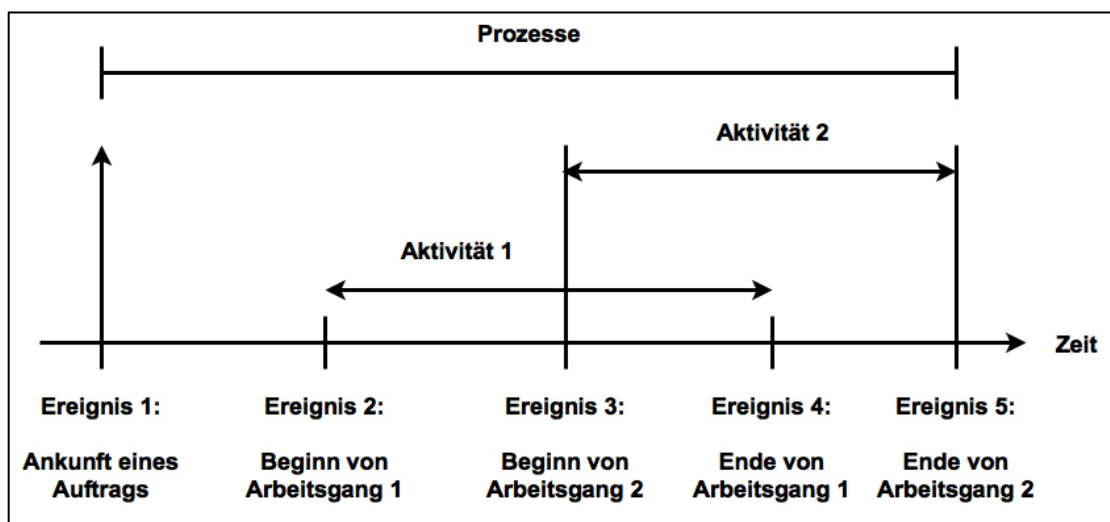 Prozesse
Aktivität 2
Aktivität 1
Zeit
Ereignis 1:
Ankunft eines
Auftrags
Ereignis 2:
Beginn von
Arbeitsgang 1
Ereignis 3:
Beginn von
Arbeitsgang 2
Ereignis 4:
Ende von
Arbeitsgang 1
Ereignis 5:
Ende von
Arbeitsgang 2